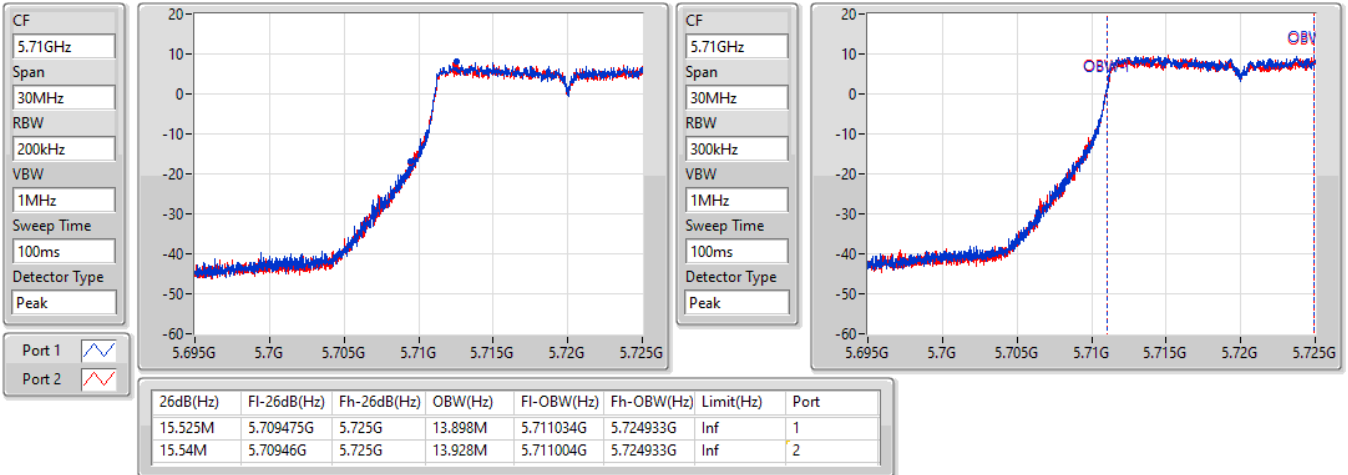 CF
5.71GHz
Span
30MHz
RBW
200kHz
VBW
1MHz
Sweep Time
100ms
Detector Type
Peak
Port 1
Port 2
20
10
0
-10
-20
-30
-40
-50
-60
5.695G 5.7G 5.705G 5.71G 5.715G 5.72G 5.725G
CF
5.71GHz
Span
30MHz
RBW
300kHz
VBW
1MHz
Sweep Time
100ms
Detector Type
Peak
20
10
0
-10
-20
-30
-40
-50
-60
OBW
5.695G 5.7G 5.705G 5.71G 5.715G 5.72G 5.725G
26dB(Hz) Fl-26dB(Hz) Fh-26dB(Hz) OBW(Hz) Fl-OBW(Hz) Fh-OBW(Hz) Limit(Hz) Port
15.525M 5.709475G 5.725G 13.898M 5.711034G 5.724933G Inf 1
15.54M 5.70946G 5.725G 13.928M 5.711004G 5.724933G Inf 2